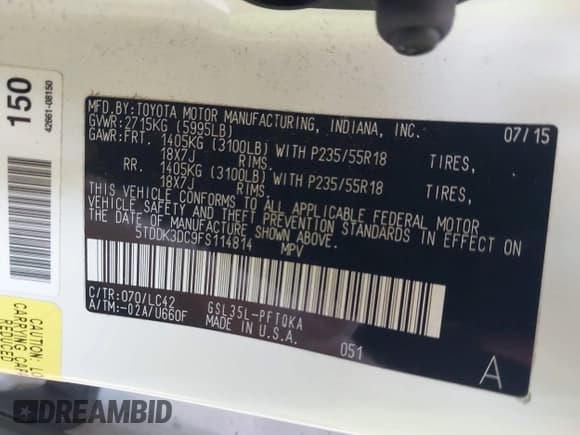 150
42661-08150
MFD.BY:TOYOTA MOTOR MANUFACTURING, INDIANA, INC. 07/15
GVWR:2715KG (5995LB)
GAWR:FRT. 1405KG (3100LB) WITH P235/55R18 TIRES,
18X7J RIMS.
RR. 1405KG (3100LB) WITH P235/55R18 TIRES,
18X7J RIMS.
THIS VEHICLE CONFORMS TO ALL APPLICABLE FEDERAL MOTOR
VEHICLE SAFETY AND THEFT PREVENTION STANDARDS IN EFFECT
ON THE DATE OF MANUFACTURE SHOWN ABOVE.
5TDDK3DC9FS114814 MPV
C/TR:070/LC42 GSL35L-PFTQKA
A/TM:-02A/U660F MADE IN U.S.A.
051
A
CAUTION:
CARRYING
REDUCED
DREAMBID